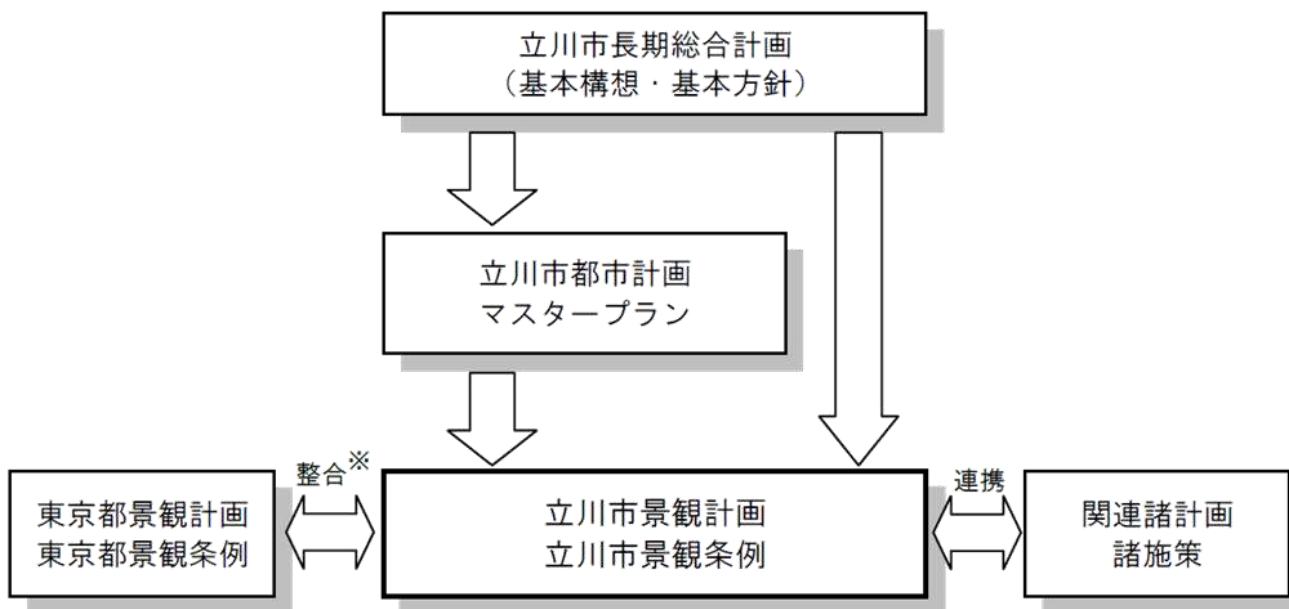 立川市長期総合計画
（基本構想・基本方針）
立川市都市計画
マスタープラン
整合※
連携
東京都景観計画
東京都景観条例
立川市景観計画
立川市景観条例
関連諸計画
諸施策